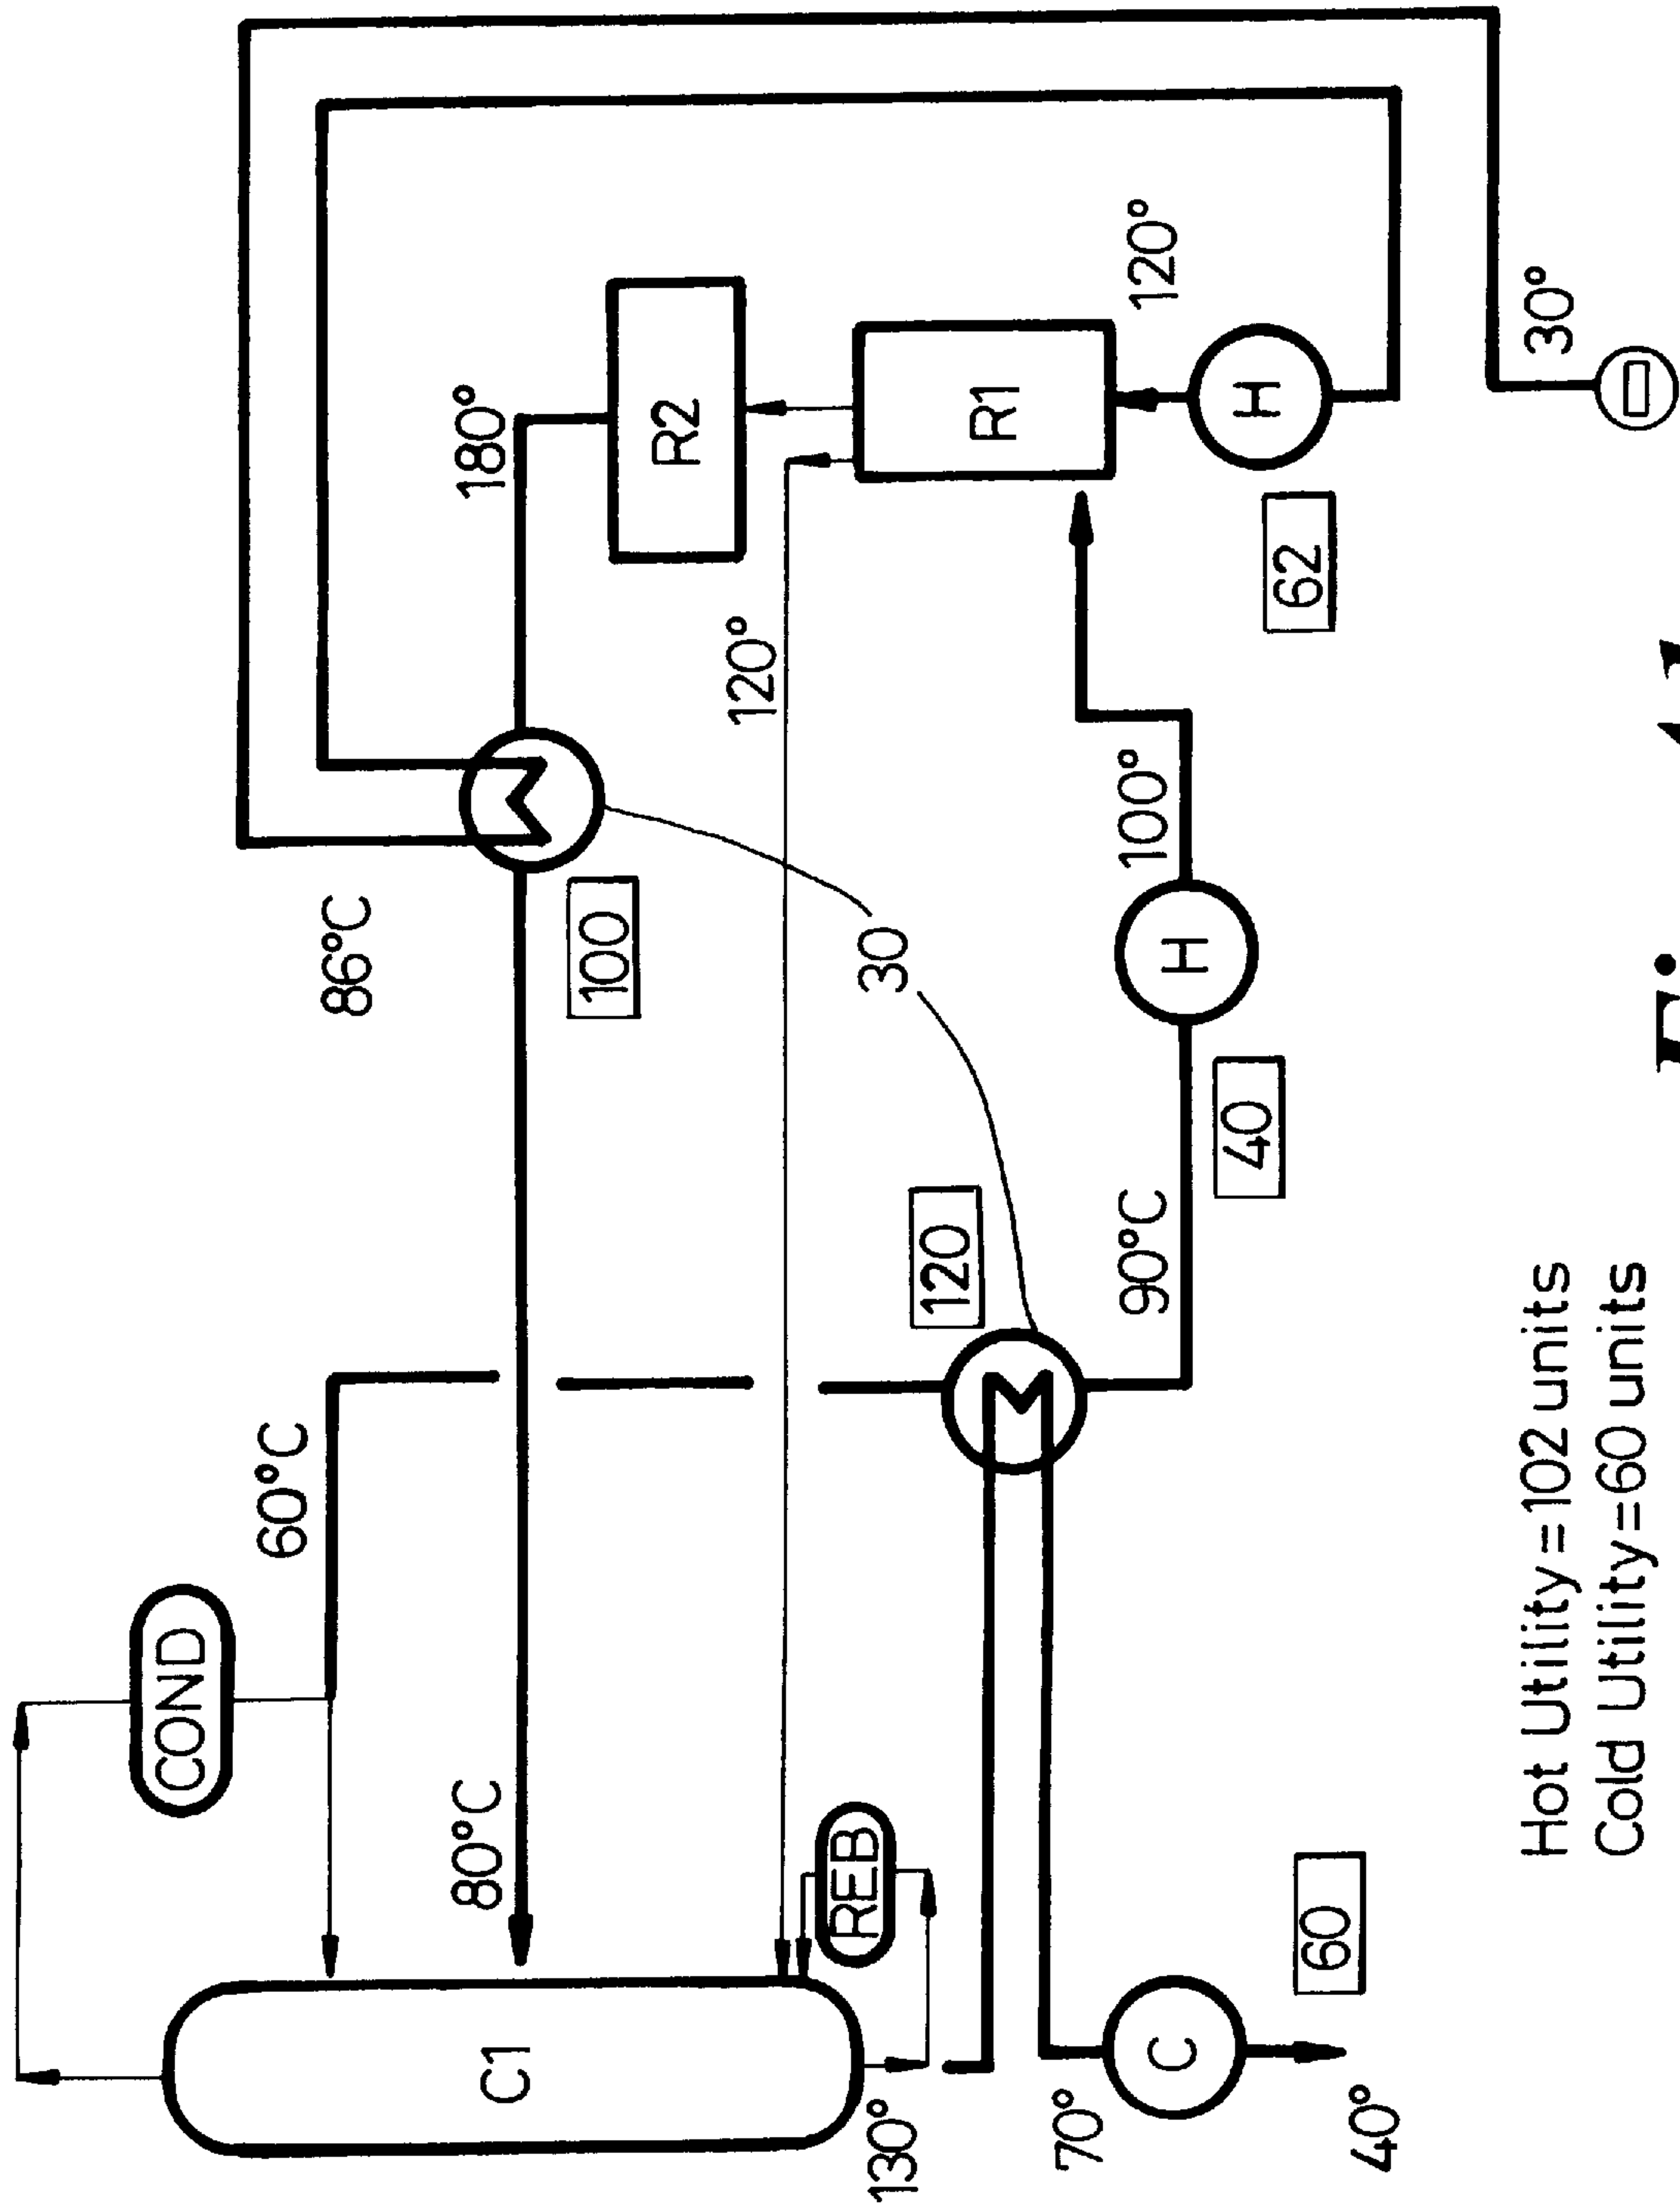 COND
60°C
86°C
80°C
180°
C1
100
R2
120°
REB
30
R1
120
120°
130°
H
100°
90°C
H
70°
C
40
62
60
40°
30°
Hot Utility=102 units
Cold Utility=60 units